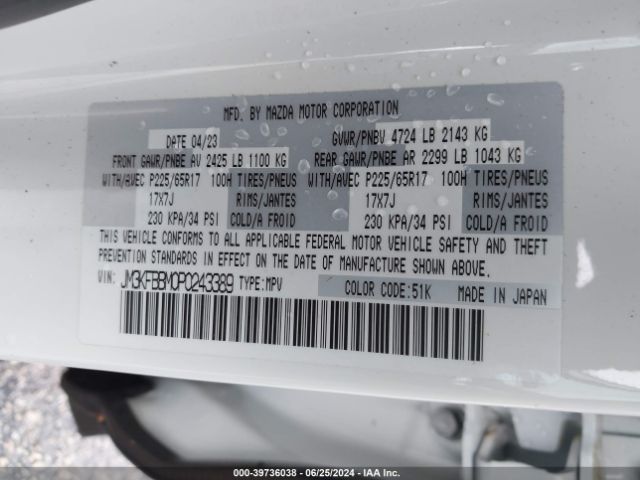 MFD. BY MAZDA MOTOR CORPORATION
DATE 04/23 GVWR/PNBV 4724 LB 2143 KG
FRONT GAWR/PNBE AV 2425 LB 1100 KG REAR GAWR/PNBE AR 2299 LB 1043 KG
WITH/AVEC P225/65R17 100H TIRES/PNEUS WITH/AVEC P225/65R17 100H TIRES/PNEUS
17X7J RIMS/JANTES 17X7J RIMS/JANTES
230 KPA/34 PSI COLD/A FROID 230 KPA/34 PSI COLD/A FROID
THIS VEHICLE CONFORMS TO ALL APPLICABLE FEDERAL MOTOR VEHICLE SAFETY AND THEFT
PREVENTION STANDARDS IN EFFECT ON THE DATE OF MANUFACTURE SHOWN ABOVE.
VIN: JM3KFBBM0P0243389 TYPE:MPV COLOR CODE:51K MADE IN JAPAN
000-39736038 - 06/25/2024 - IAA Inc.